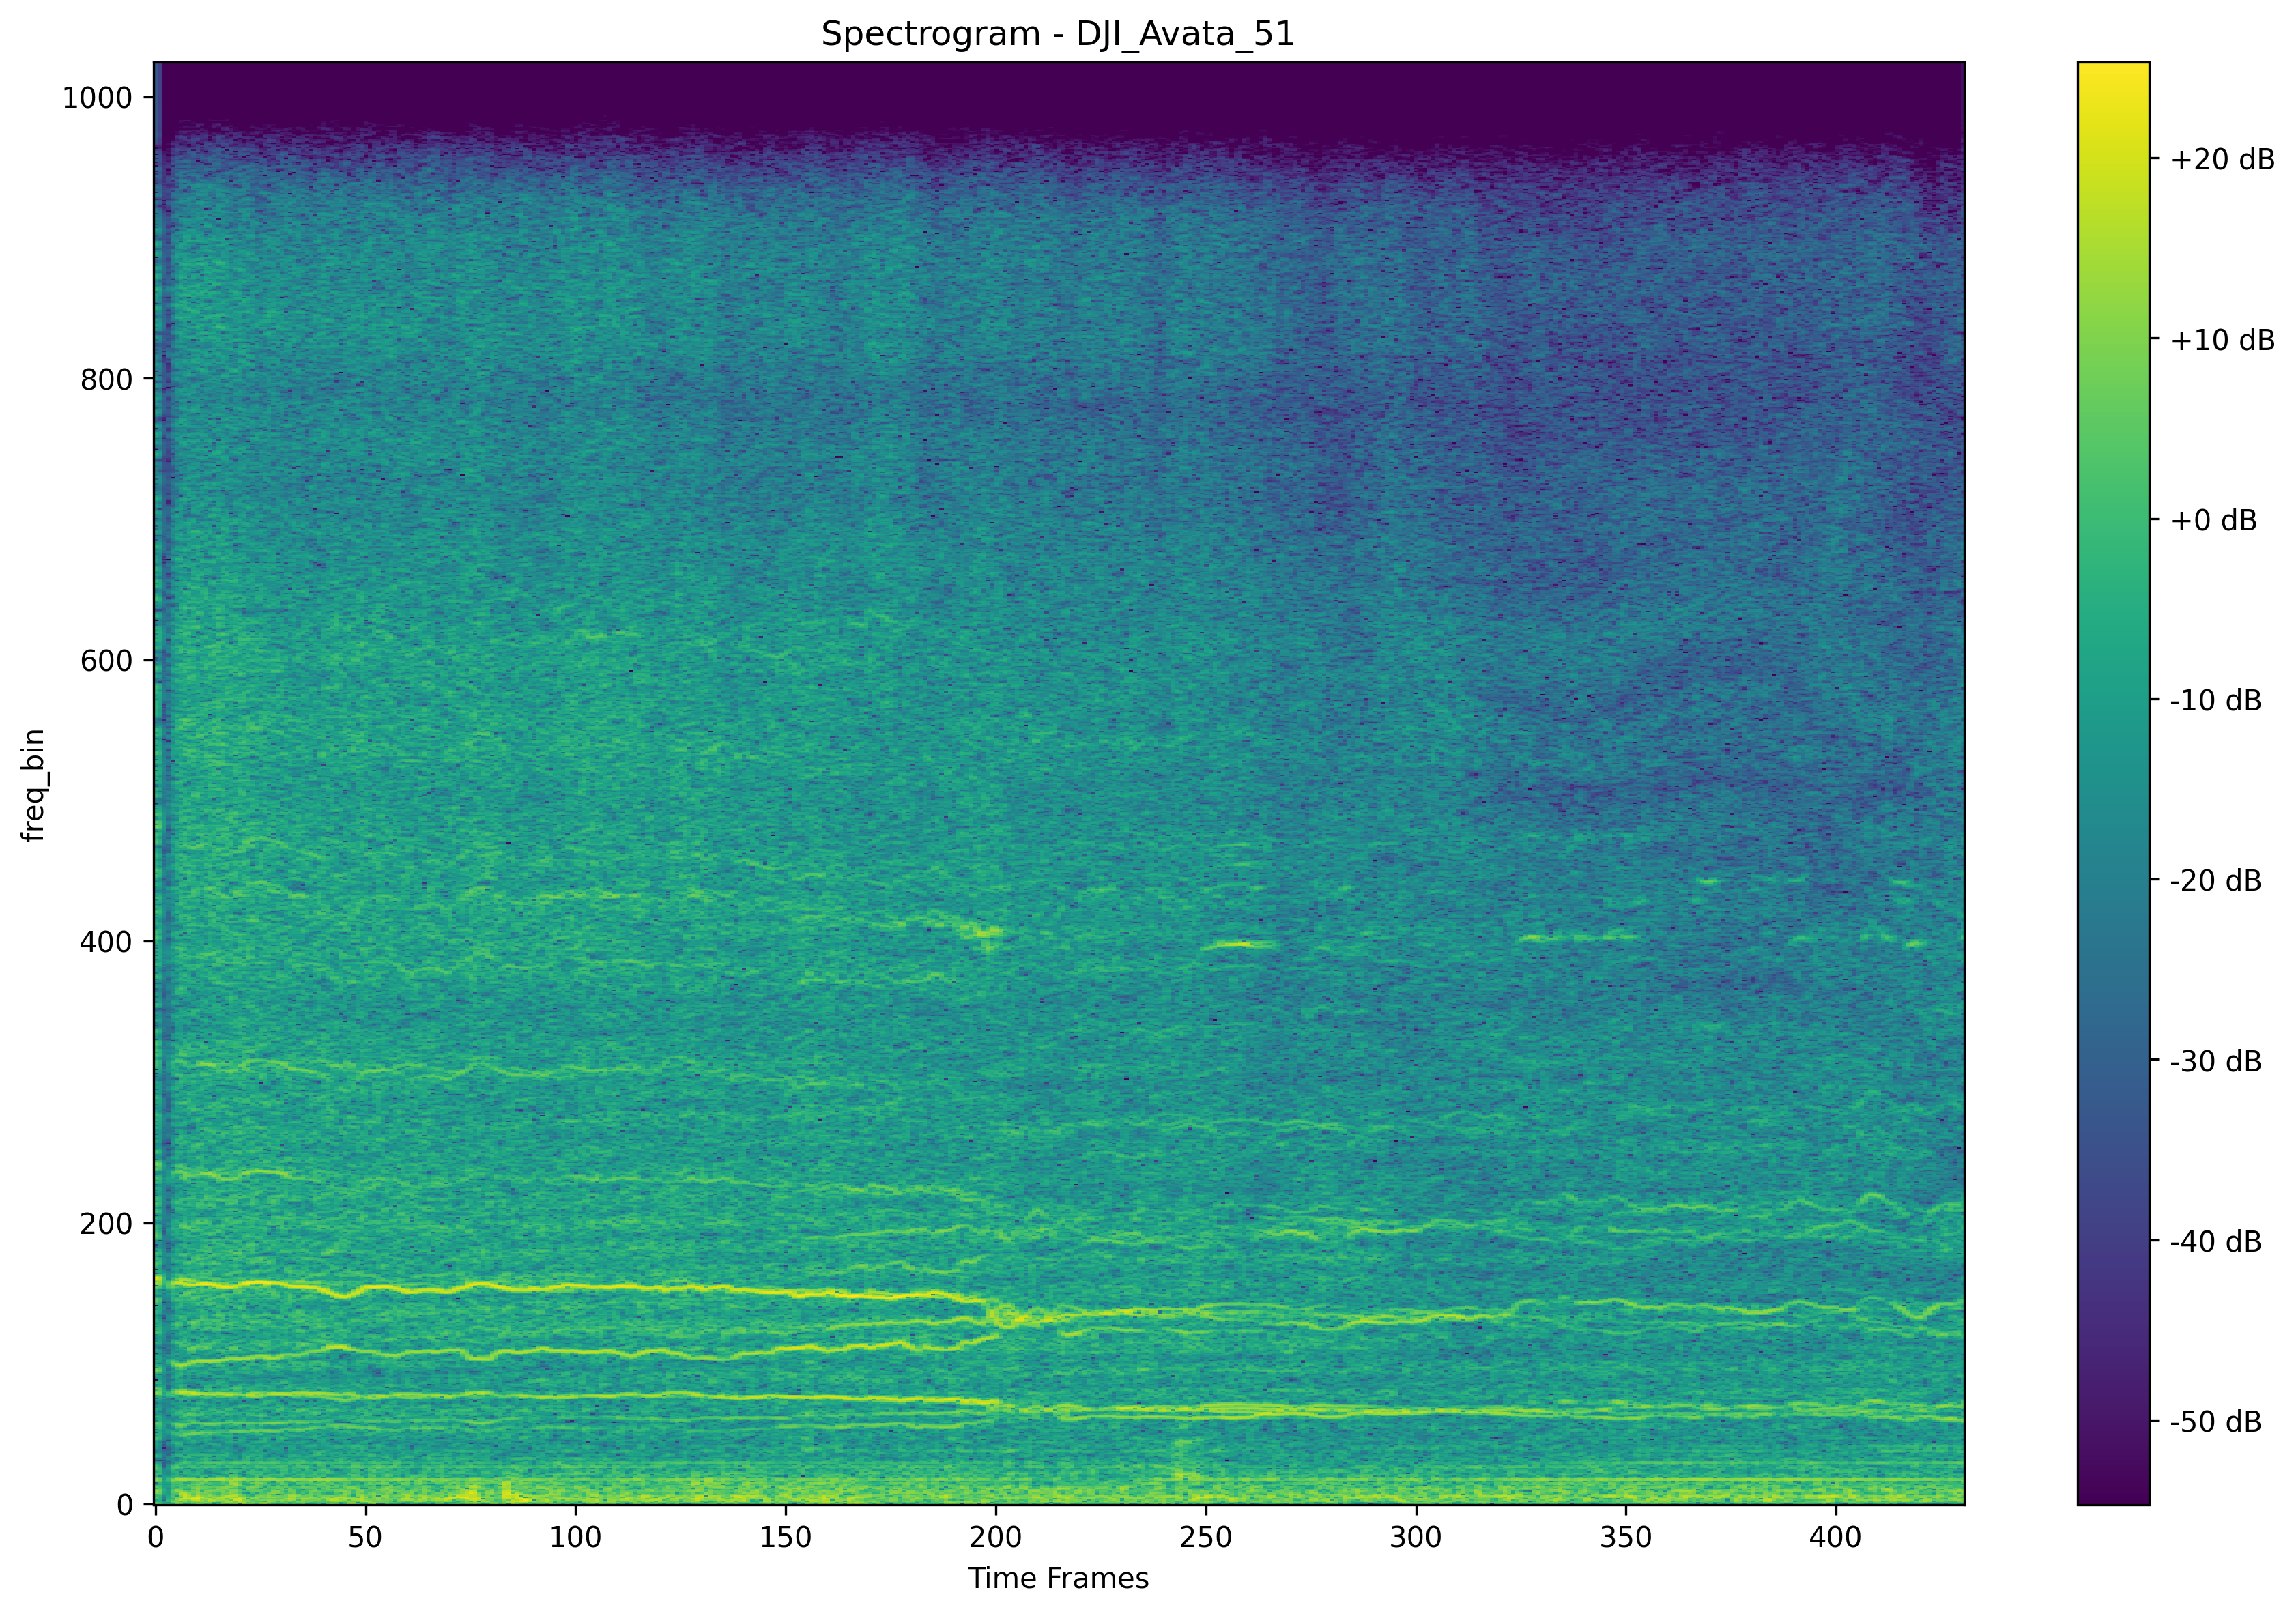 Spectrogram - DJI_Avata_51
1000
800
600
400
200
0
freq_bin
0 50 100 150 200 250 300 350 400
Time Frames
+20 dB
+10 dB
+0 dB
-10 dB
-20 dB
-30 dB
-40 dB
-50 dB